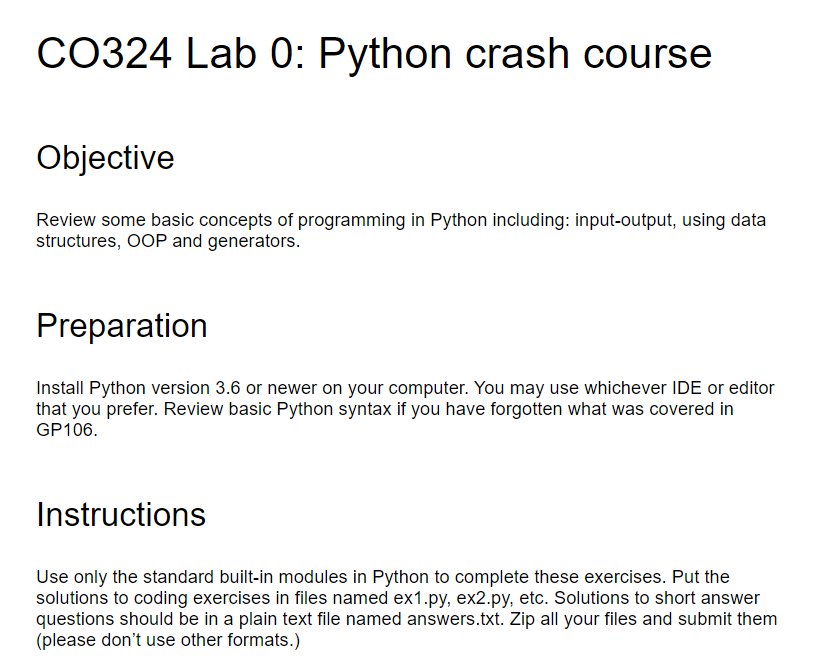 CO324 Lab 0: Python crash course
Objective
Review some basic concepts of programming in Python including: input-output, using data
structures, OOP and generators.
Preparation
Install Python version 3.6 or newer on your computer. You may use whichever IDE or editor
that you prefer. Review basic Python syntax if you have forgotten what was covered in
GP106.
Instructions
Use only the standard built-in modules in Python to complete these exercises. Put the
solutions to coding exercises in files named ex1.py, ex2.py, etc. Solutions to short answer
questions should be in a plain text file named answers.txt. Zip all your files and submit them
(please don’t use other formats.)